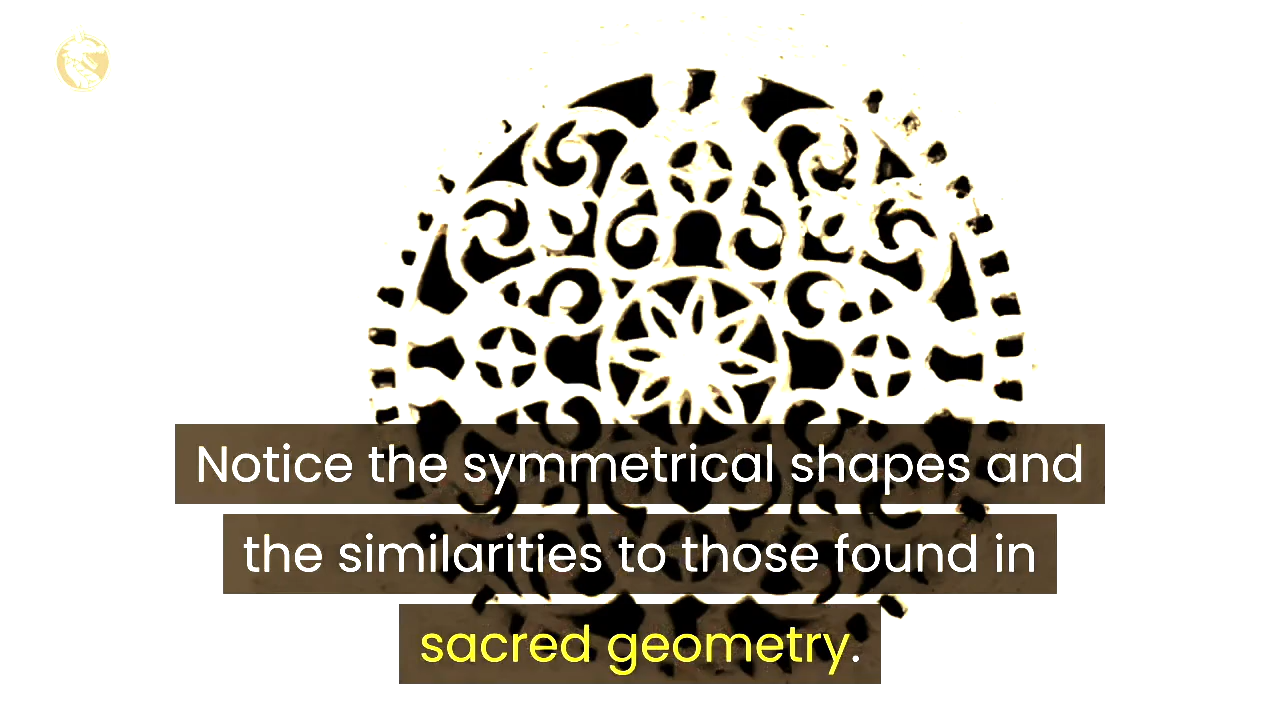 Notice the symmetrical shapes and
the similarities to those found in
sacred geometry.